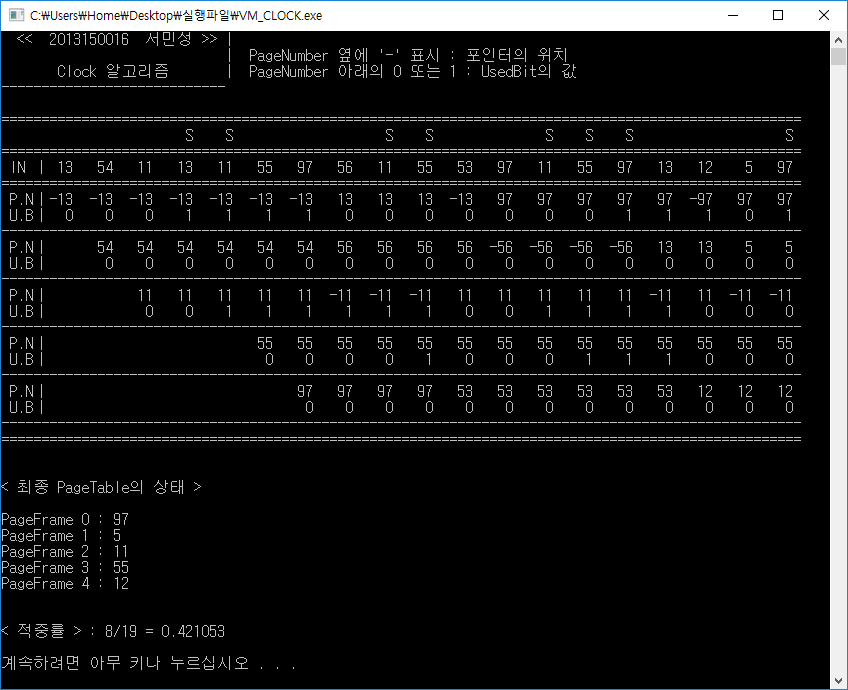 C:\Users\Home\Desktop\실행파일\VM_CLOCK.exe
<< 2013150016 서민성 >> |
| PageNumber 옆에 '-' 표시 : 포인터의 위치
Clock 알고리즘 | PageNumber 아래의 0 또는 1 : UsedBit의 값
S S S S S S S S
IN | 13 54 11 13 11 55 97 56 11 55 53 97 11 55 97 13 12 5 97
P.N| -13 -13 -13 -13 -13 -13 -13 13 13 13 -13 97 97 97 97 97 -97 97 97
U.B| 0 0 0 1 1 1 1 0 0 0 0 0 0 0 1 1 1 0 1
P.N| 54 54 54 54 54 54 56 56 56 56 -56 -56 -56 -56 13 13 5 5
U.B| 0 0 0 0 0 0 0 0 0 0 0 0 0 0 0 0 0 0
P.N| 11 11 11 11 11 -11 -11 -11 11 11 11 11 11 -11 11 -11 -11
U.B| 0 0 1 1 1 1 1 1 0 0 1 1 1 1 0 0 0
P.N| 55 55 55 55 55 55 55 55 55 55 55 55 55 55
U.B| 0 0 0 0 1 0 0 0 1 1 1 0 0 0
P.N| 97 97 97 97 53 53 53 53 53 53 12 12 12
U.B| 0 0 0 0 0 0 0 0 0 0 0 0 0
< 최종 PageTable의 상태 >
PageFrame 0 : 97
PageFrame 1 : 5
PageFrame 2 : 11
PageFrame 3 : 55
PageFrame 4 : 12
< 적중률 > : 8/19 = 0.421053
계속하려면 아무 키나 누르십시오 . . .